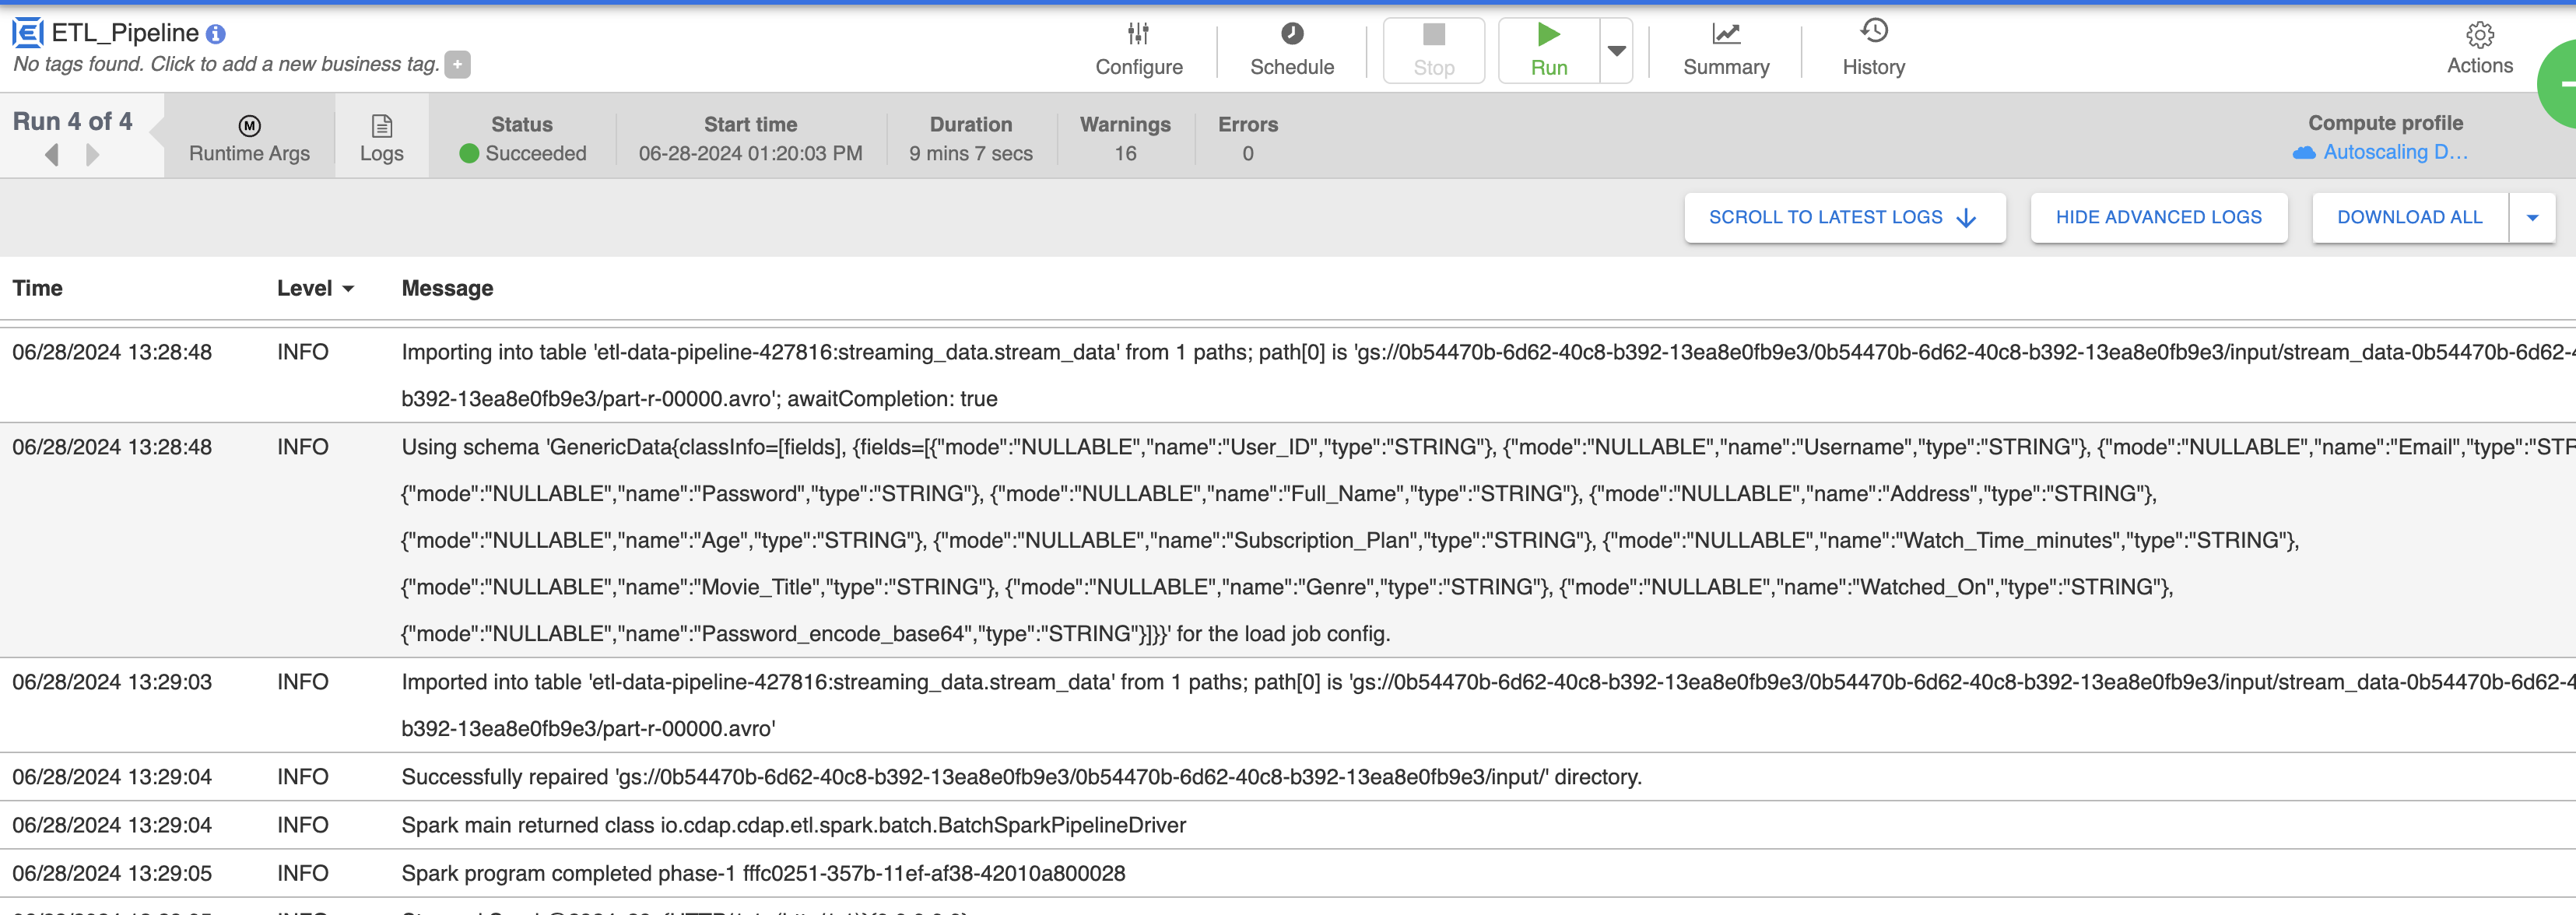 ETL_Pipeline
No tags found. Click to add a new business tag. +
Configure
Schedule
Stop
Run
Summary
History
Actions
Run 4 of 4
M
Runtime Args
Logs
Status
Succeeded
Start time
06-28-2024 01:20:03 PM
Duration
9 mins 7 secs
Warnings
16
Errors
0
Compute profile
Autoscaling D...
SCROLL TO LATEST LOGS
HIDE ADVANCED LOGS
DOWNLOAD ALL
Time Level Message
06/28/2024 13:28:48 INFO Importing into table 'etl-data-pipeline-427816:streaming_data.stream_data' from 1 paths; path[0] is 'gs://0b54470b-6d62-40c8-b392-13ea8e0fb9e3/0b54470b-6d62-40c8-b392-13ea8e0fb9e3/input/stream_data-0b54470b-6d62-4
b392-13ea8e0fb9e3/part-r-00000.avro'; awaitCompletion: true
06/28/2024 13:28:48 INFO Using schema 'GenericData{classInfo=[fields], {fields=[{"mode":"NULLABLE","name":"User_ID","type":"STRING"}, {"mode":"NULLABLE","name":"Username","type":"STRING"}, {"mode":"NULLABLE","name":"Email","type":"STR
{"mode":"NULLABLE","name":"Password","type":"STRING"}, {"mode":"NULLABLE","name":"Full_Name","type":"STRING"}, {"mode":"NULLABLE","name":"Address","type":"STRING"},
{"mode":"NULLABLE","name":"Age","type":"STRING"}, {"mode":"NULLABLE","name":"Subscription_Plan","type":"STRING"}, {"mode":"NULLABLE","name":"Watch_Time_minutes","type":"STRING"},
{"mode":"NULLABLE","name":"Movie_Title","type":"STRING"}, {"mode":"NULLABLE","name":"Genre","type":"STRING"}, {"mode":"NULLABLE","name":"Watched_On","type":"STRING"},
{"mode":"NULLABLE","name":"Password_encode_base64","type":"STRING"}]}}' for the load job config.
06/28/2024 13:29:03 INFO Imported into table 'etl-data-pipeline-427816:streaming_data.stream_data' from 1 paths; path[0] is 'gs://0b54470b-6d62-40c8-b392-13ea8e0fb9e3/0b54470b-6d62-40c8-b392-13ea8e0fb9e3/input/stream_data-0b54470b-6d62-4
b392-13ea8e0fb9e3/part-r-00000.avro'
06/28/2024 13:29:04 INFO Successfully repaired 'gs://0b54470b-6d62-40c8-b392-13ea8e0fb9e3/0b54470b-6d62-40c8-b392-13ea8e0fb9e3/input/' directory.
06/28/2024 13:29:04 INFO Spark main returned class io.cdap.cdap.etl.spark.batch.BatchSparkPipelineDriver
06/28/2024 13:29:05 INFO Spark program completed phase-1 fffc0251-357b-11ef-af38-42010a800028